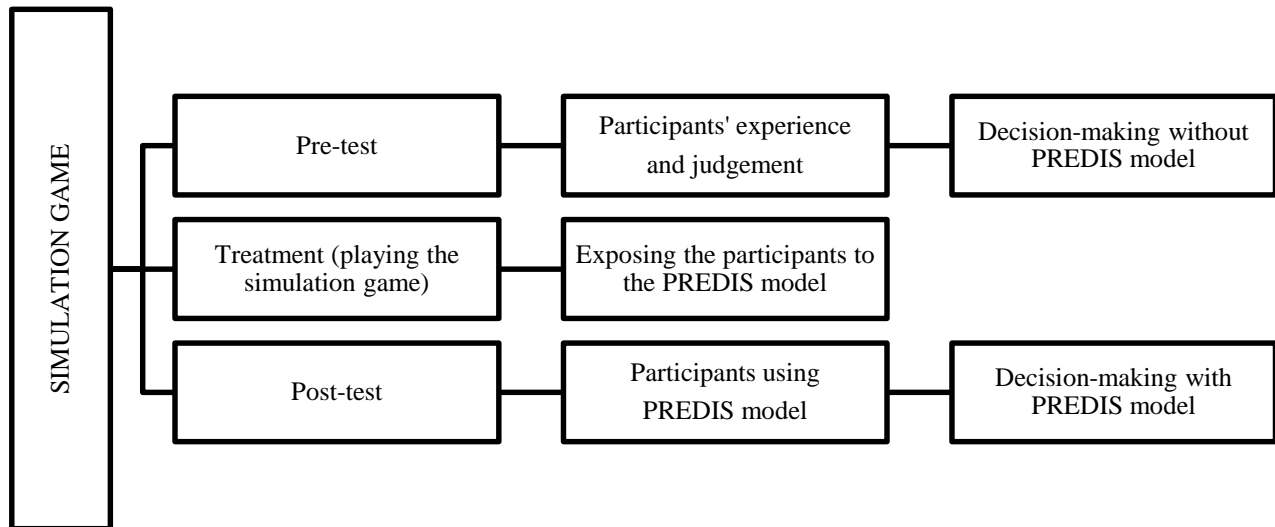 SIMULATION GAME
Pre-test
Participants' experience
and judgement
Decision-making without
PREDIS model
Treatment (playing the
simulation game)
Exposing the participants to
the PREDIS model
Post-test
Participants using
PREDIS model
Decision-making with
PREDIS model